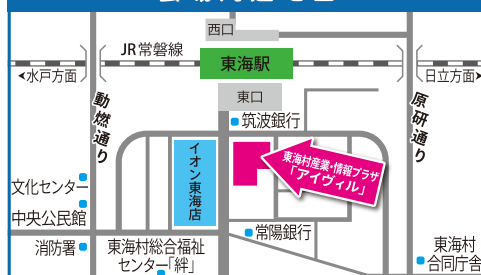 西口
JR常磐線
東海駅
水戸方面
日立方面
東口
動燃通り
原研通り
筑波銀行
イオン東海店
東海村産業・情報プラザ
「アイヴィル」
文化センター
中央公民館
常陽銀行
消防署
東海村総合福祉
センター「絆」
東海村
合同庁舎